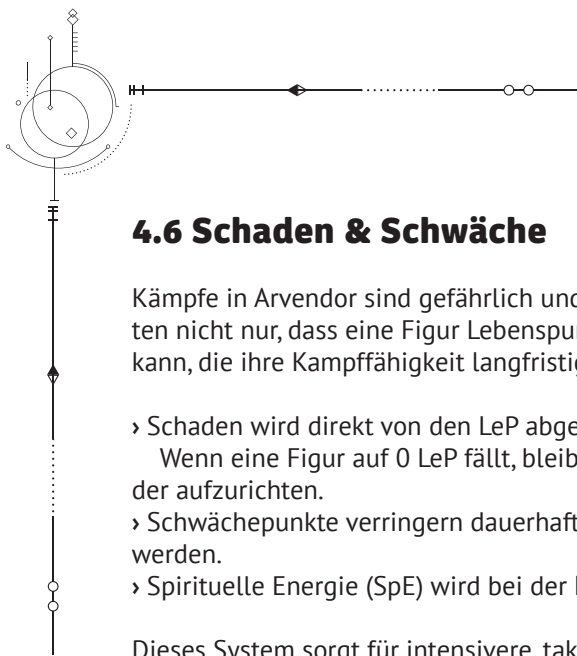 4.6 Schaden & Schwäche
Kämpfe in Arvendor sind gefährlich und
ten nicht nur, dass eine Figur Lebenspu
kann, die ihre Kampffähigkeit langfristig
› Schaden wird direkt von den LeP abge
Wenn eine Figur auf 0 LeP fällt, bleib
der aufzurichten.
› Schwächepunkte verringern dauerhaft
werden.
› Spirituelle Energie (SpE) wird bei der
Dieses System sorgt für intensivere, tak